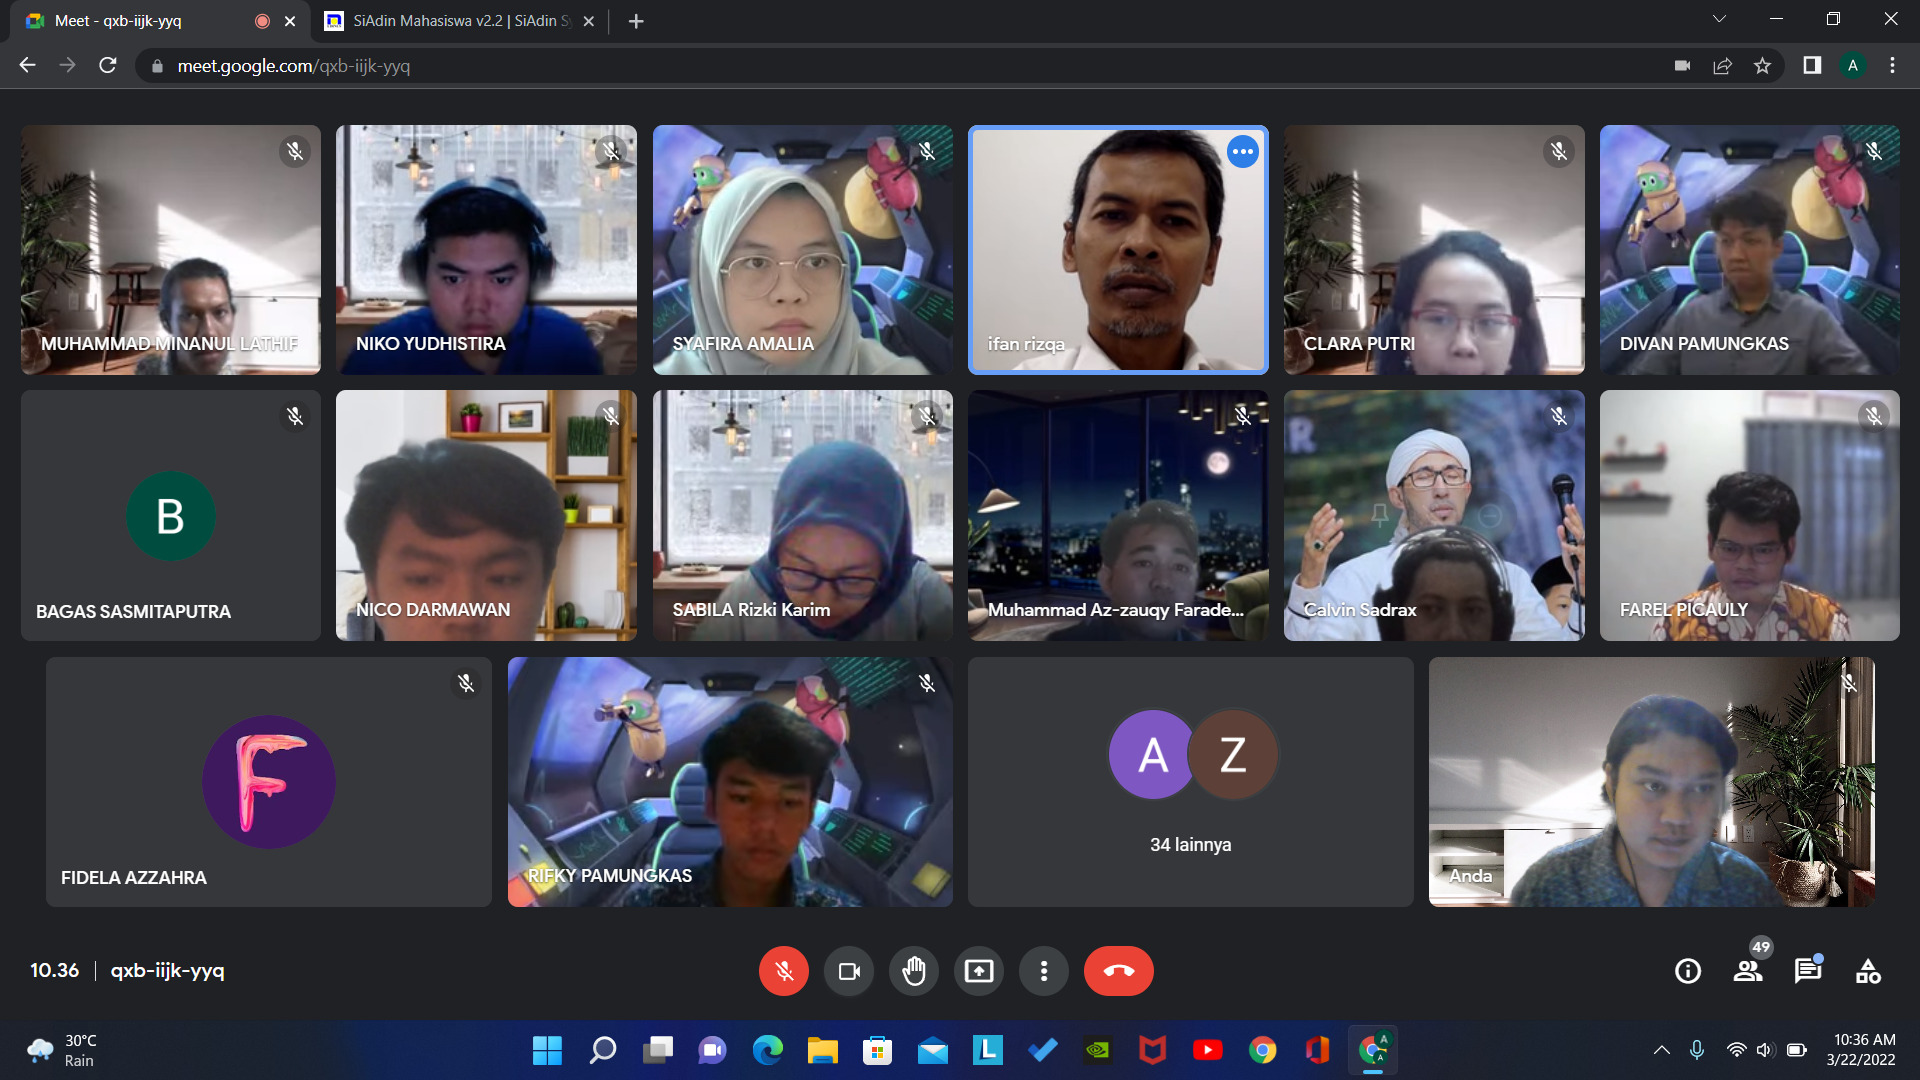 Meet - qxb-iijk-yyq
SiAdin Mahasiswa v2.2 | SiAdin S
meet.google.com/qxb-iijk-yyq
A
MUHAMMAD MINANUL LATHIF
NIKO YUDHISTIRA
SYAFIRA AMALIA
ifan rizqa
CLARA PUTRI
DIVAN PAMUNGKAS
B
BAGAS SASMITAPUTRA
NICO DARMAWAN
SABILA Rizki Karim
Muhammad Az-zauqy Farade...
R
Calvin Sadrax
FAREL PICAULY
F
FIDELA AZZAHRA
RIFKY PAMUNGKAS
A Z
34 lainnya
Anda
10.36 | qxb-iijk-yyq
49
30°C
Rain
L
A
A
10:36 AM
3/22/2022